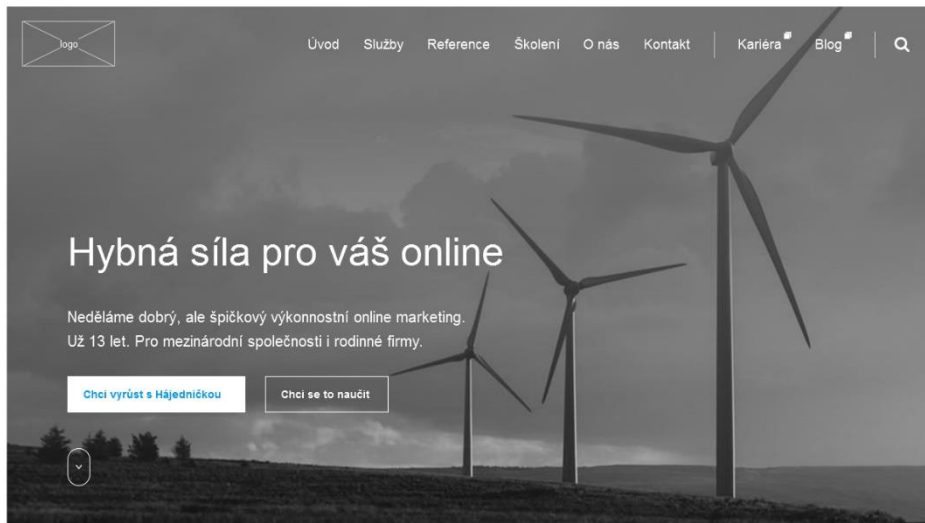 logo
Úvod Služby Reference Školení O nás Kontakt Kariéra Blog
Hybná síla pro váš online
Neděláme dobrý, ale špičkový výkonnostní online marketing.
Už 13 let. Pro mezinárodní společnosti i rodinné firmy.
Chci vyrůst s Hájedničkou Chci se to naučit